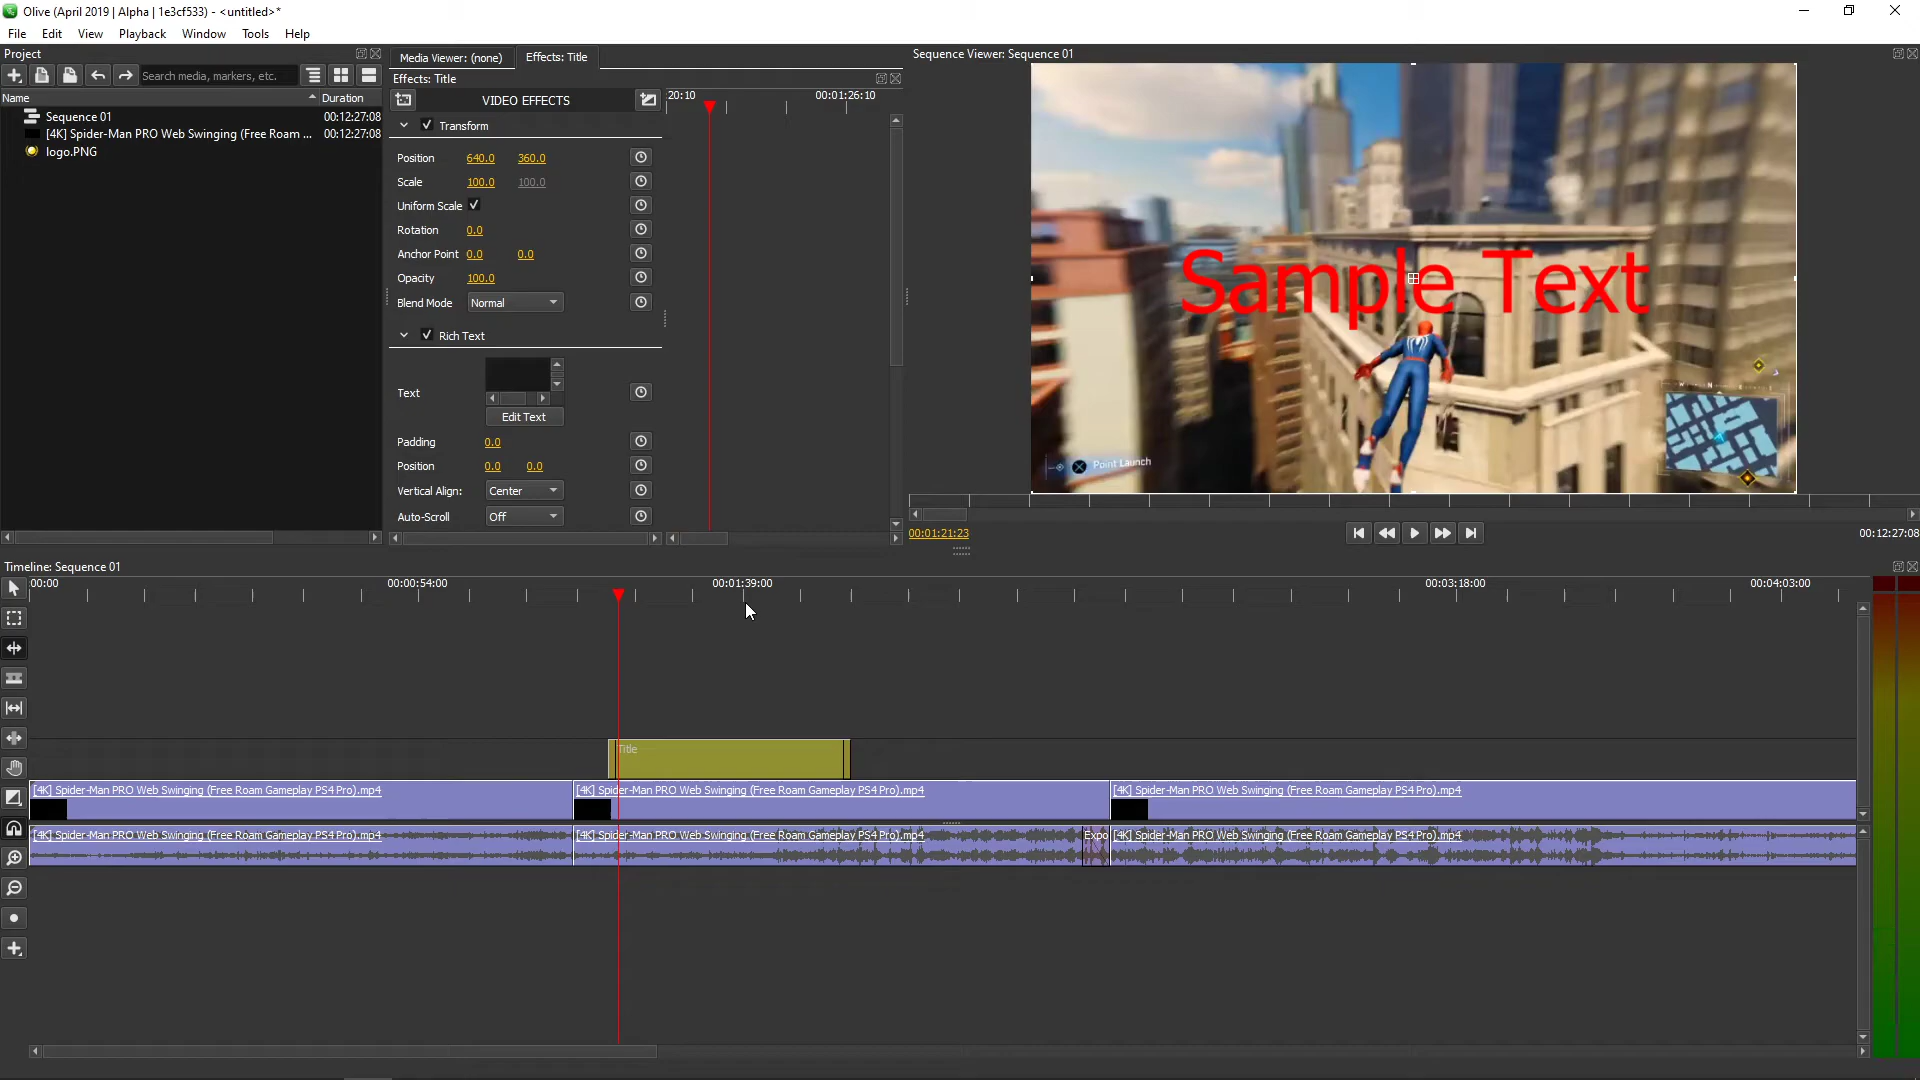 Olive (April 2019 | Alpha | 1e3cf533) - <untitled>*
File Edit View Playback Window Tools Help
Project
Search media, markers, etc.
Name Duration
Sequence 01 00:12:27:08
[4K] Spider-Man PRO Web Swinging (Free Roam ... 00:12:27:08
logo.PNG
Media Viewer: (none) Effects: Title
Effects: Title
VIDEO EFFECTS
20:10 00:01:26:10
Transform
Position 640.0 360.0
Scale 100.0 100.0
Uniform Scale
Rotation 0.0
Anchor Point 0.0 0.0
Opacity 100.0
Blend Mode Normal
Rich Text
Text
Edit Text
Padding 0.0
Position 0.0 0.0
Vertical Align: Center
Auto-Scroll Off
Sequence Viewer: Sequence 01
Sample Text
Point Launch
00:01:21:23 00:12:27:08
Timeline: Sequence 01
00:00 00:00:54:00 00:01:39:00 00:03:18:00 00:04:03:00
Title
[4K] Spider-Man PRO Web Swinging (Free Roam Gameplay PS4 Pro).mp4 [4K] Spider-Man PRO Web Swinging (Free Roam Gameplay PS4 Pro).mp4 [4K] Spider-Man PRO Web Swinging (Free Roam Gameplay PS4 Pro).mp4
[4K] Spider-Man PRO Web Swinging (Free Roam Gameplay PS4 Pro).mp4 [4K] Spider-Man PRO Web Swinging (Free Roam Gameplay PS4 Pro).mp4 Expo [4K] Spider-Man PRO Web Swinging (Free Roam Gameplay PS4 Pro).mp4